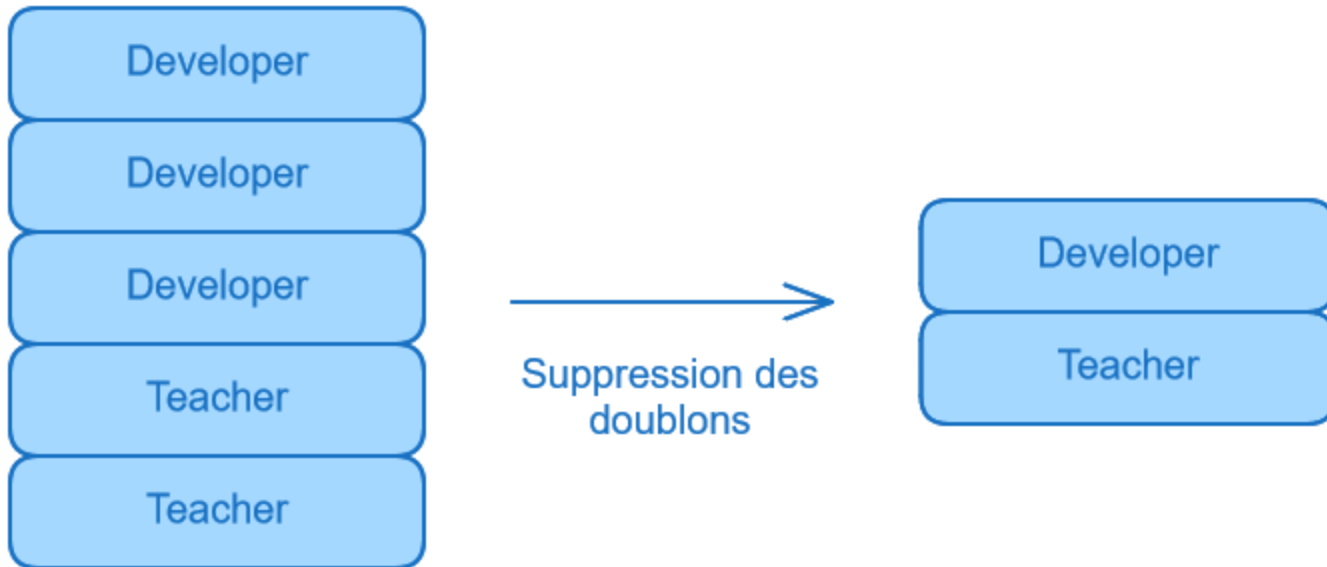 Developer
Developer
Developer
Teacher
Teacher
Suppression des
doublons
Developer
Teacher